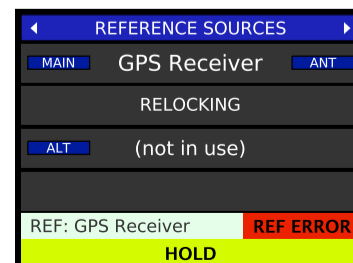 REFERENCE SOURCES
MAIN GPS Receiver ANT
RELOCKING
ALT (not in use)
REF: GPS Receiver REF ERROR
HOLD